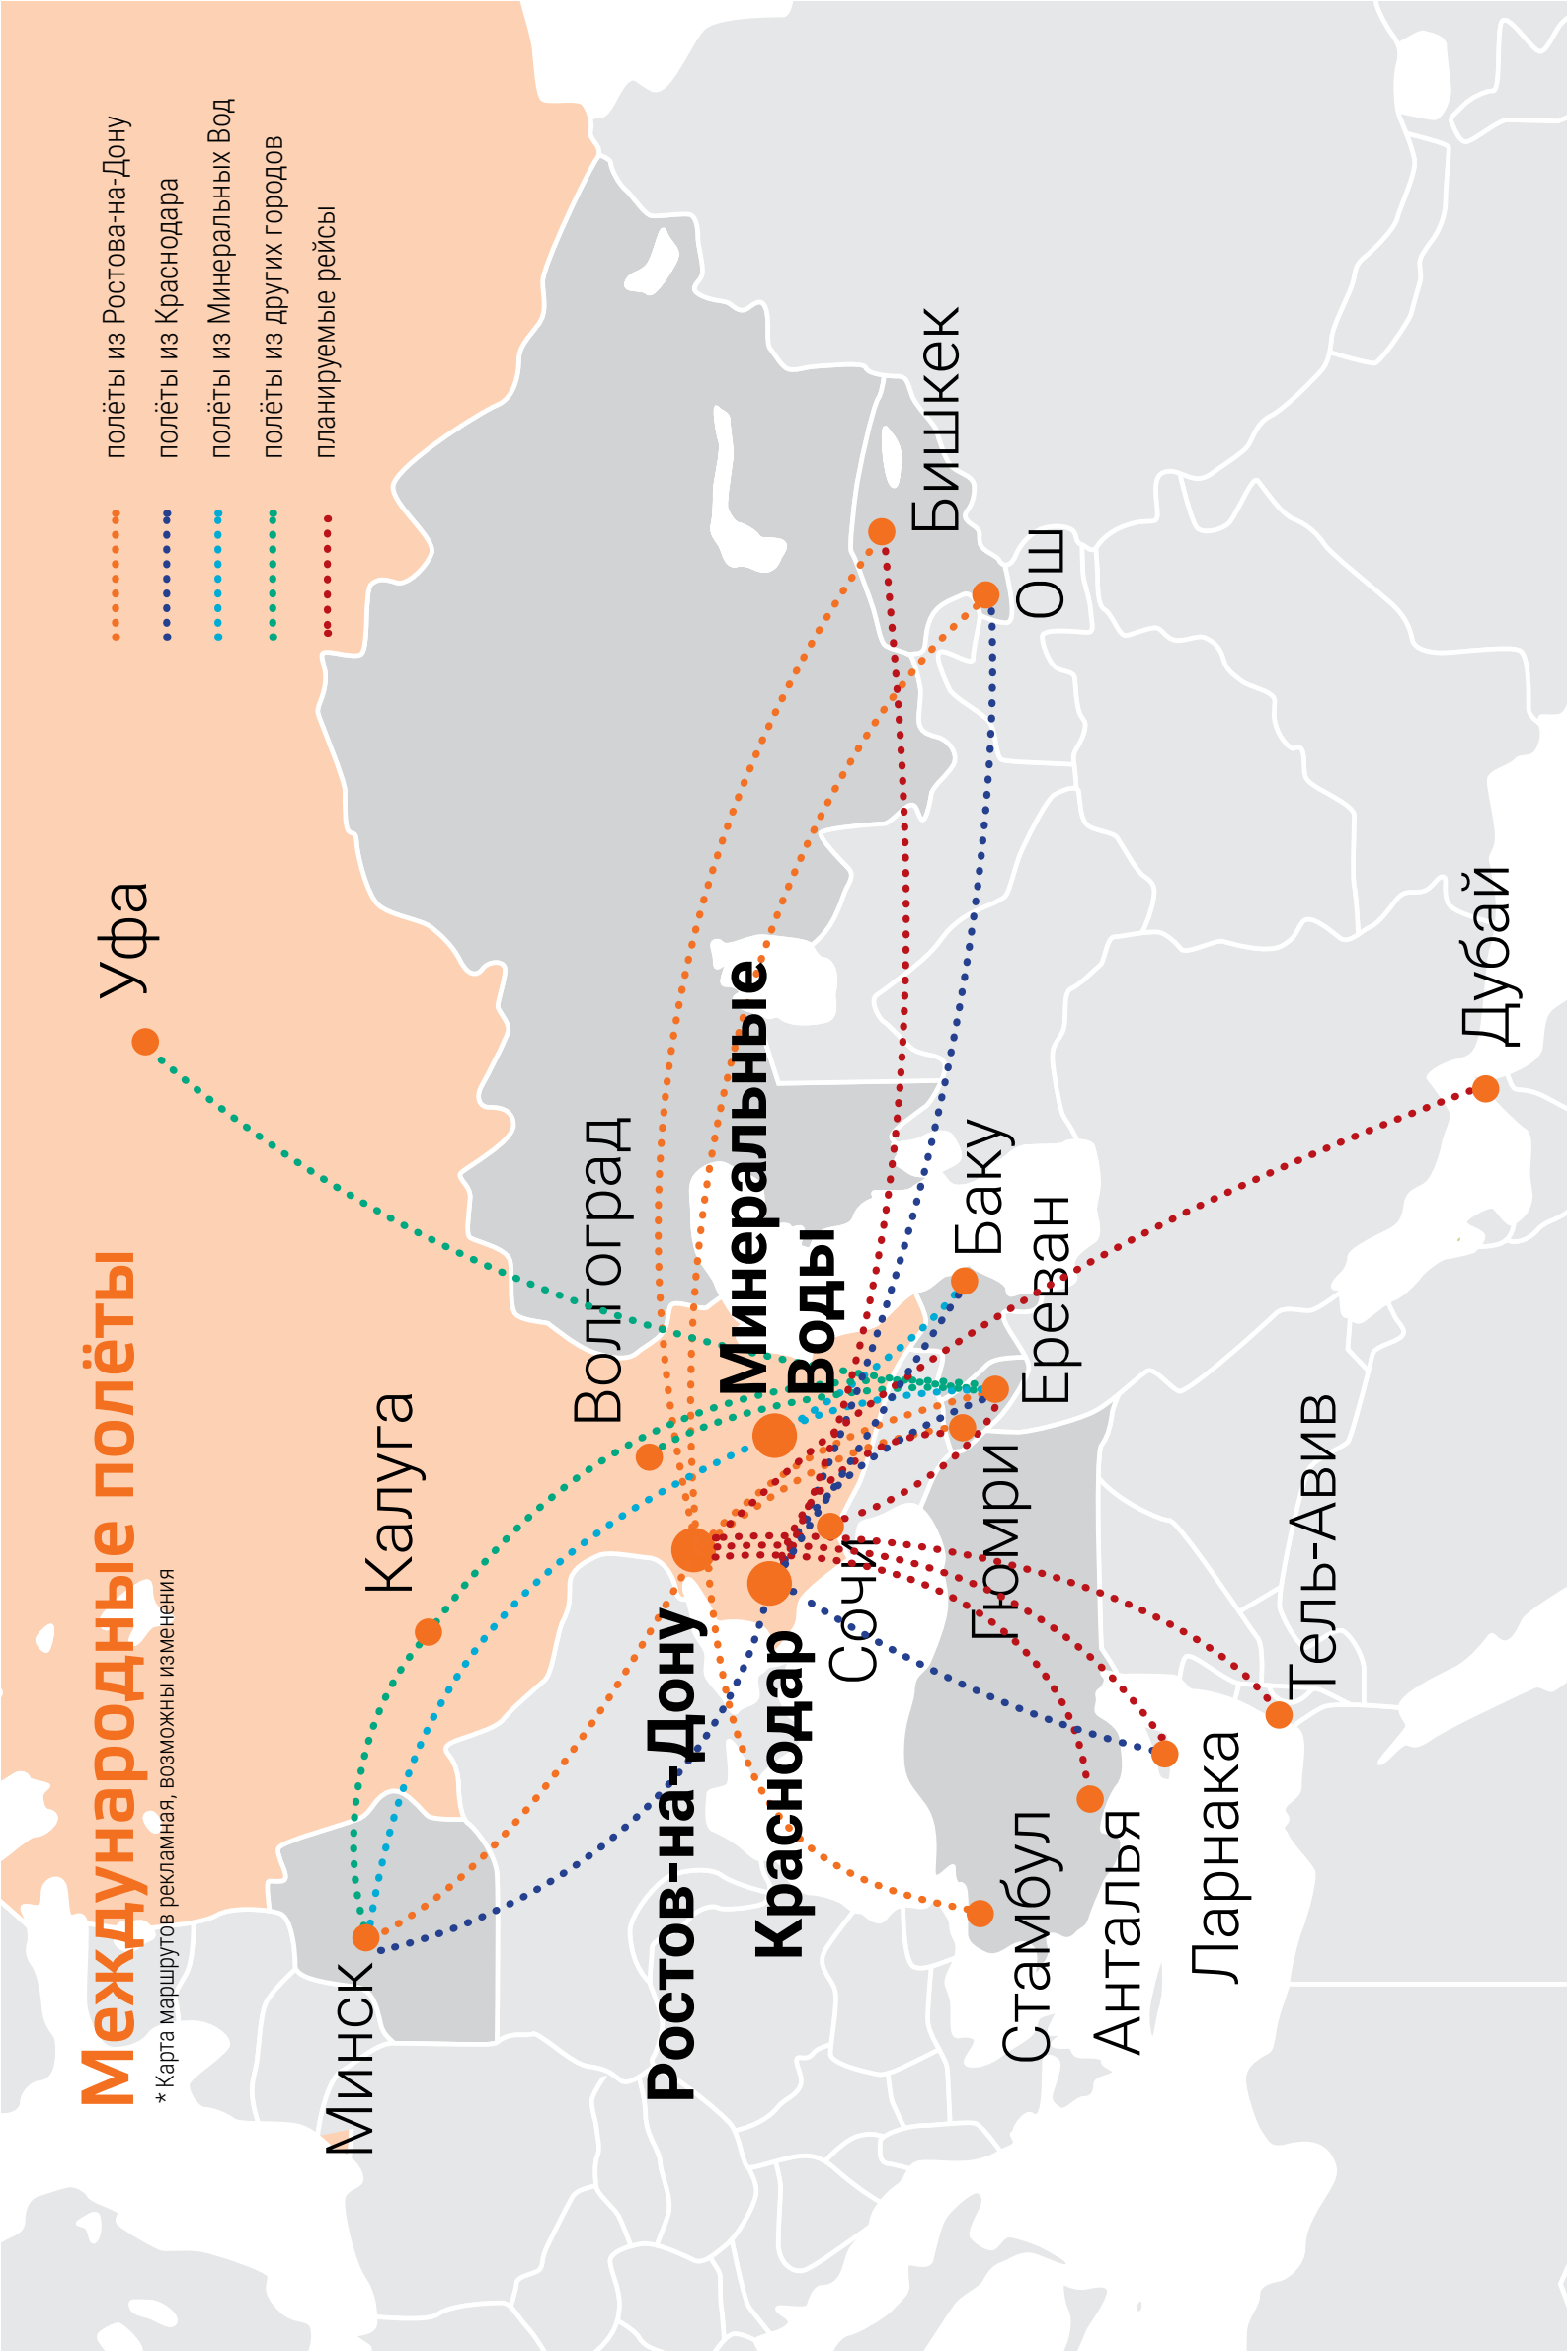 Международные полёты
* Карта маршрутов рекламная, возможны изменения
полёты из Ростова-на-Дону
полёты из Краснодара
полёты из Минеральных Вод
полёты из других городов
планируемые рейсы
Уфа
Минск
Калуга
Волгоград
Ростов-на-Дону
Минеральные
Воды
Краснодар
Сочи
Бишкек
Ош
Баку
Ереван
Гюмри
Стамбул
Анталья
Ларнака
Тель-Авив
Дубай